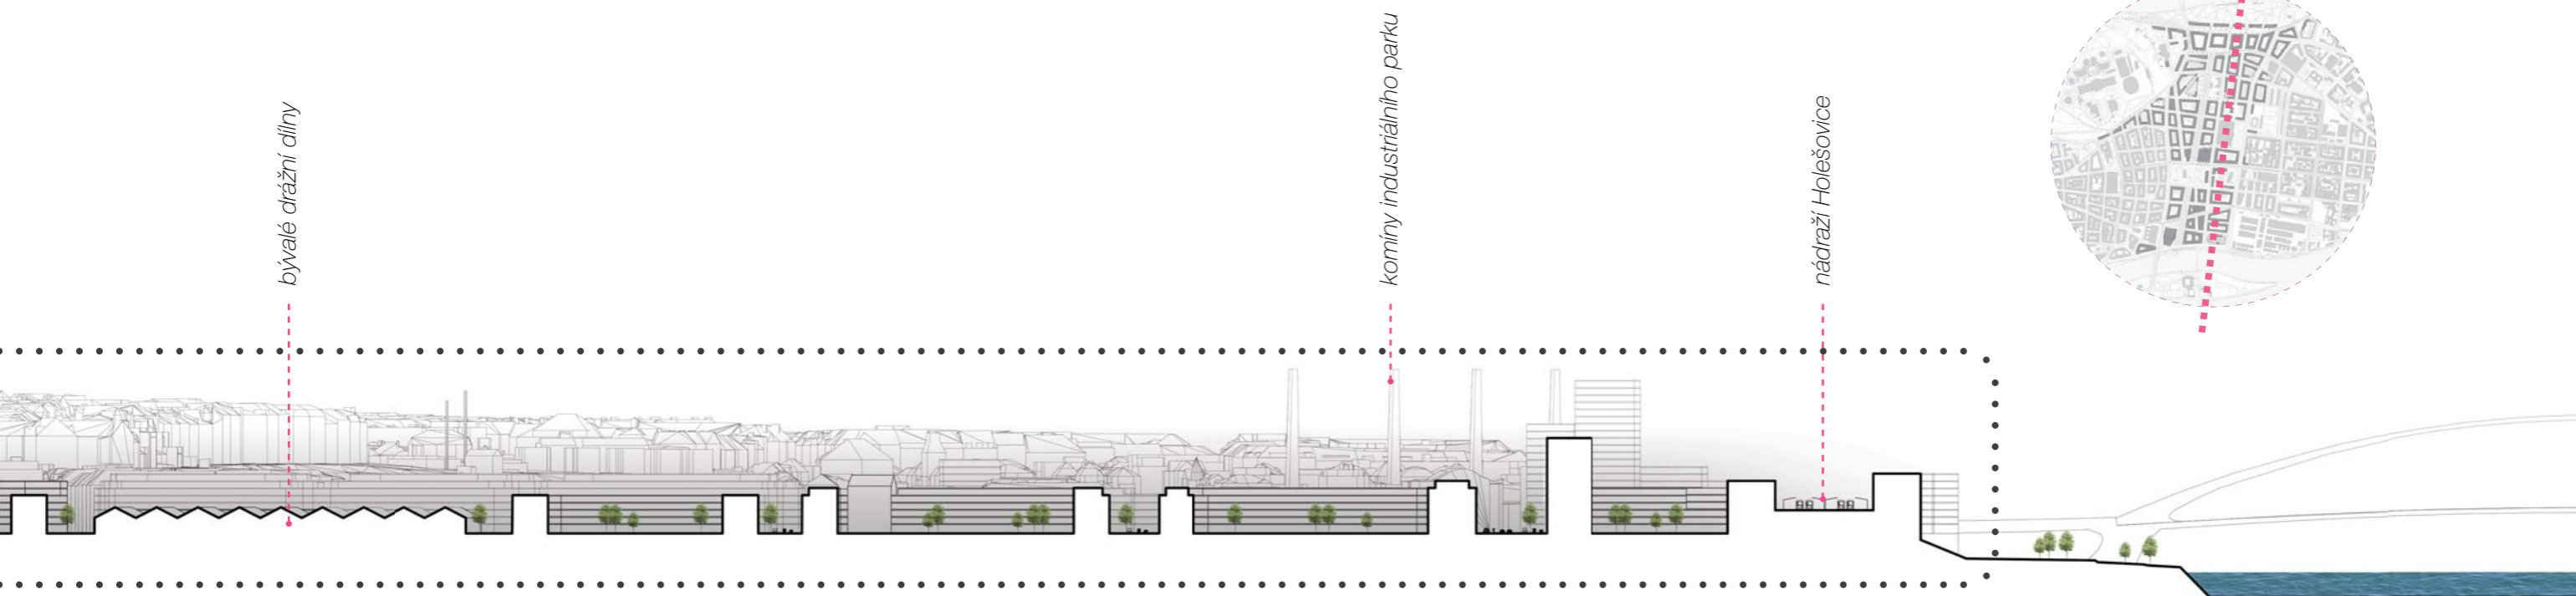 bývalé drážní dílny
komíny industriálního parku
nádraží Holešovice